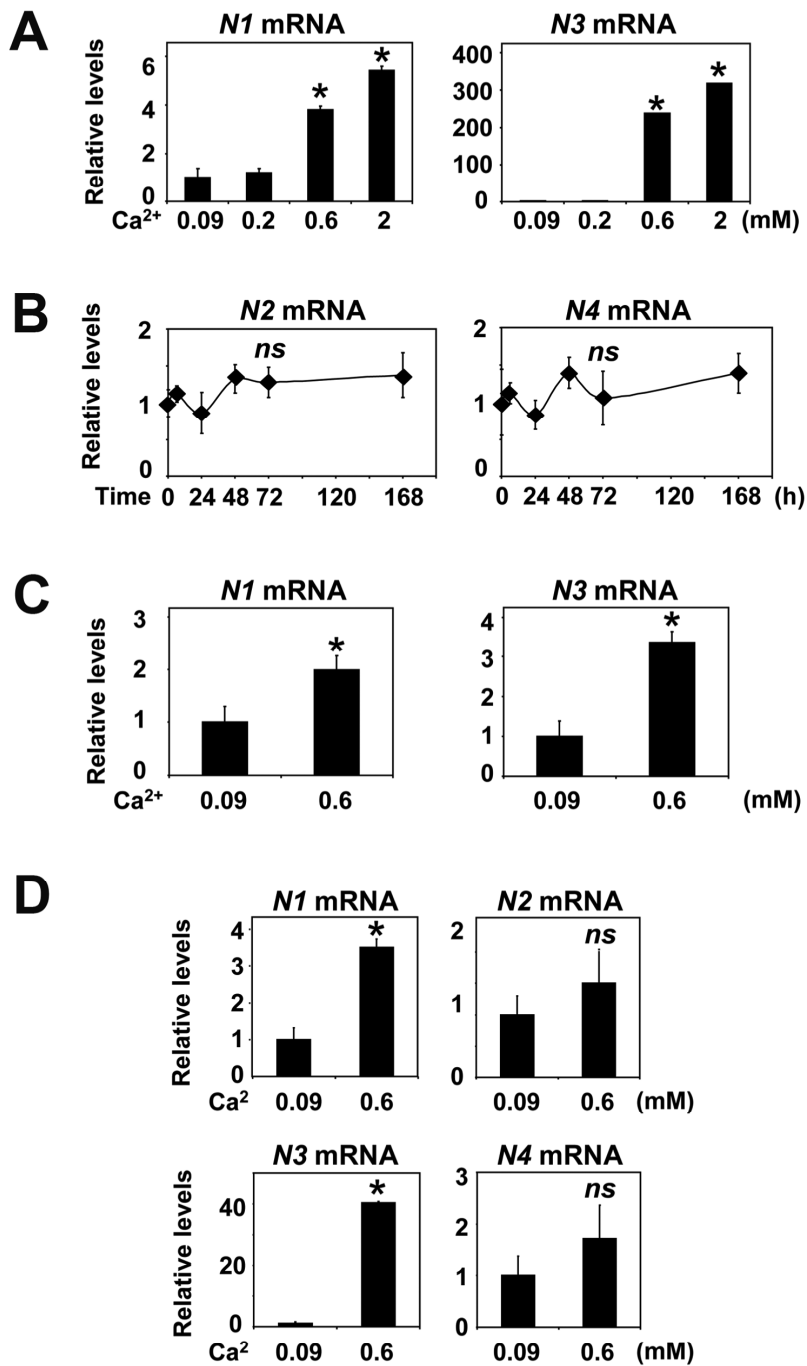 A
N1 mRNA
N3 mRNA
Relative levels
6
4
2
0
400
300
200
100
0
*
*
*
*
Ca2+
0.09 0.2 0.6 2
0.09 0.2 0.6 2 (mM)
B
N2 mRNA
N4 mRNA
Relative levels
2
1
0
2
1
0
ns
ns
Time 0 24 48 72 120 168
0 24 48 72 120 168 (h)
C
N1 mRNA
N3 mRNA
Relative levels
3
2
1
0
4
3
2
1
0
*
*
Ca2+ 0.09 0.6
0.09 0.6 (mM)
D
N1 mRNA
N2 mRNA
Relative levels
4
3
2
1
0
2
1
0
*
ns
Ca2 0.09 0.6
0.09 0.6 (mM)
N3 mRNA
N4 mRNA
Relative levels
40
20
0
3
2
1
0
*
ns
Ca2 0.09 0.6
0.09 0.6 (mM)